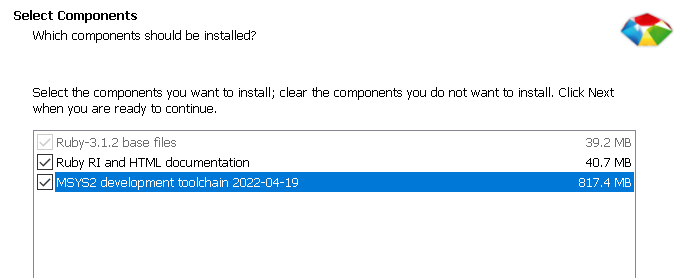 Select Components
Which components should be installed?
Select the components you want to install; clear the components you do not want to install. Click Next
when you are ready to continue.
Ruby-3.1.2 base files 39.2 MB
Ruby RI and HTML documentation 40.7 MB
MSYS2 development toolchain 2022-04-19 817.4 MB